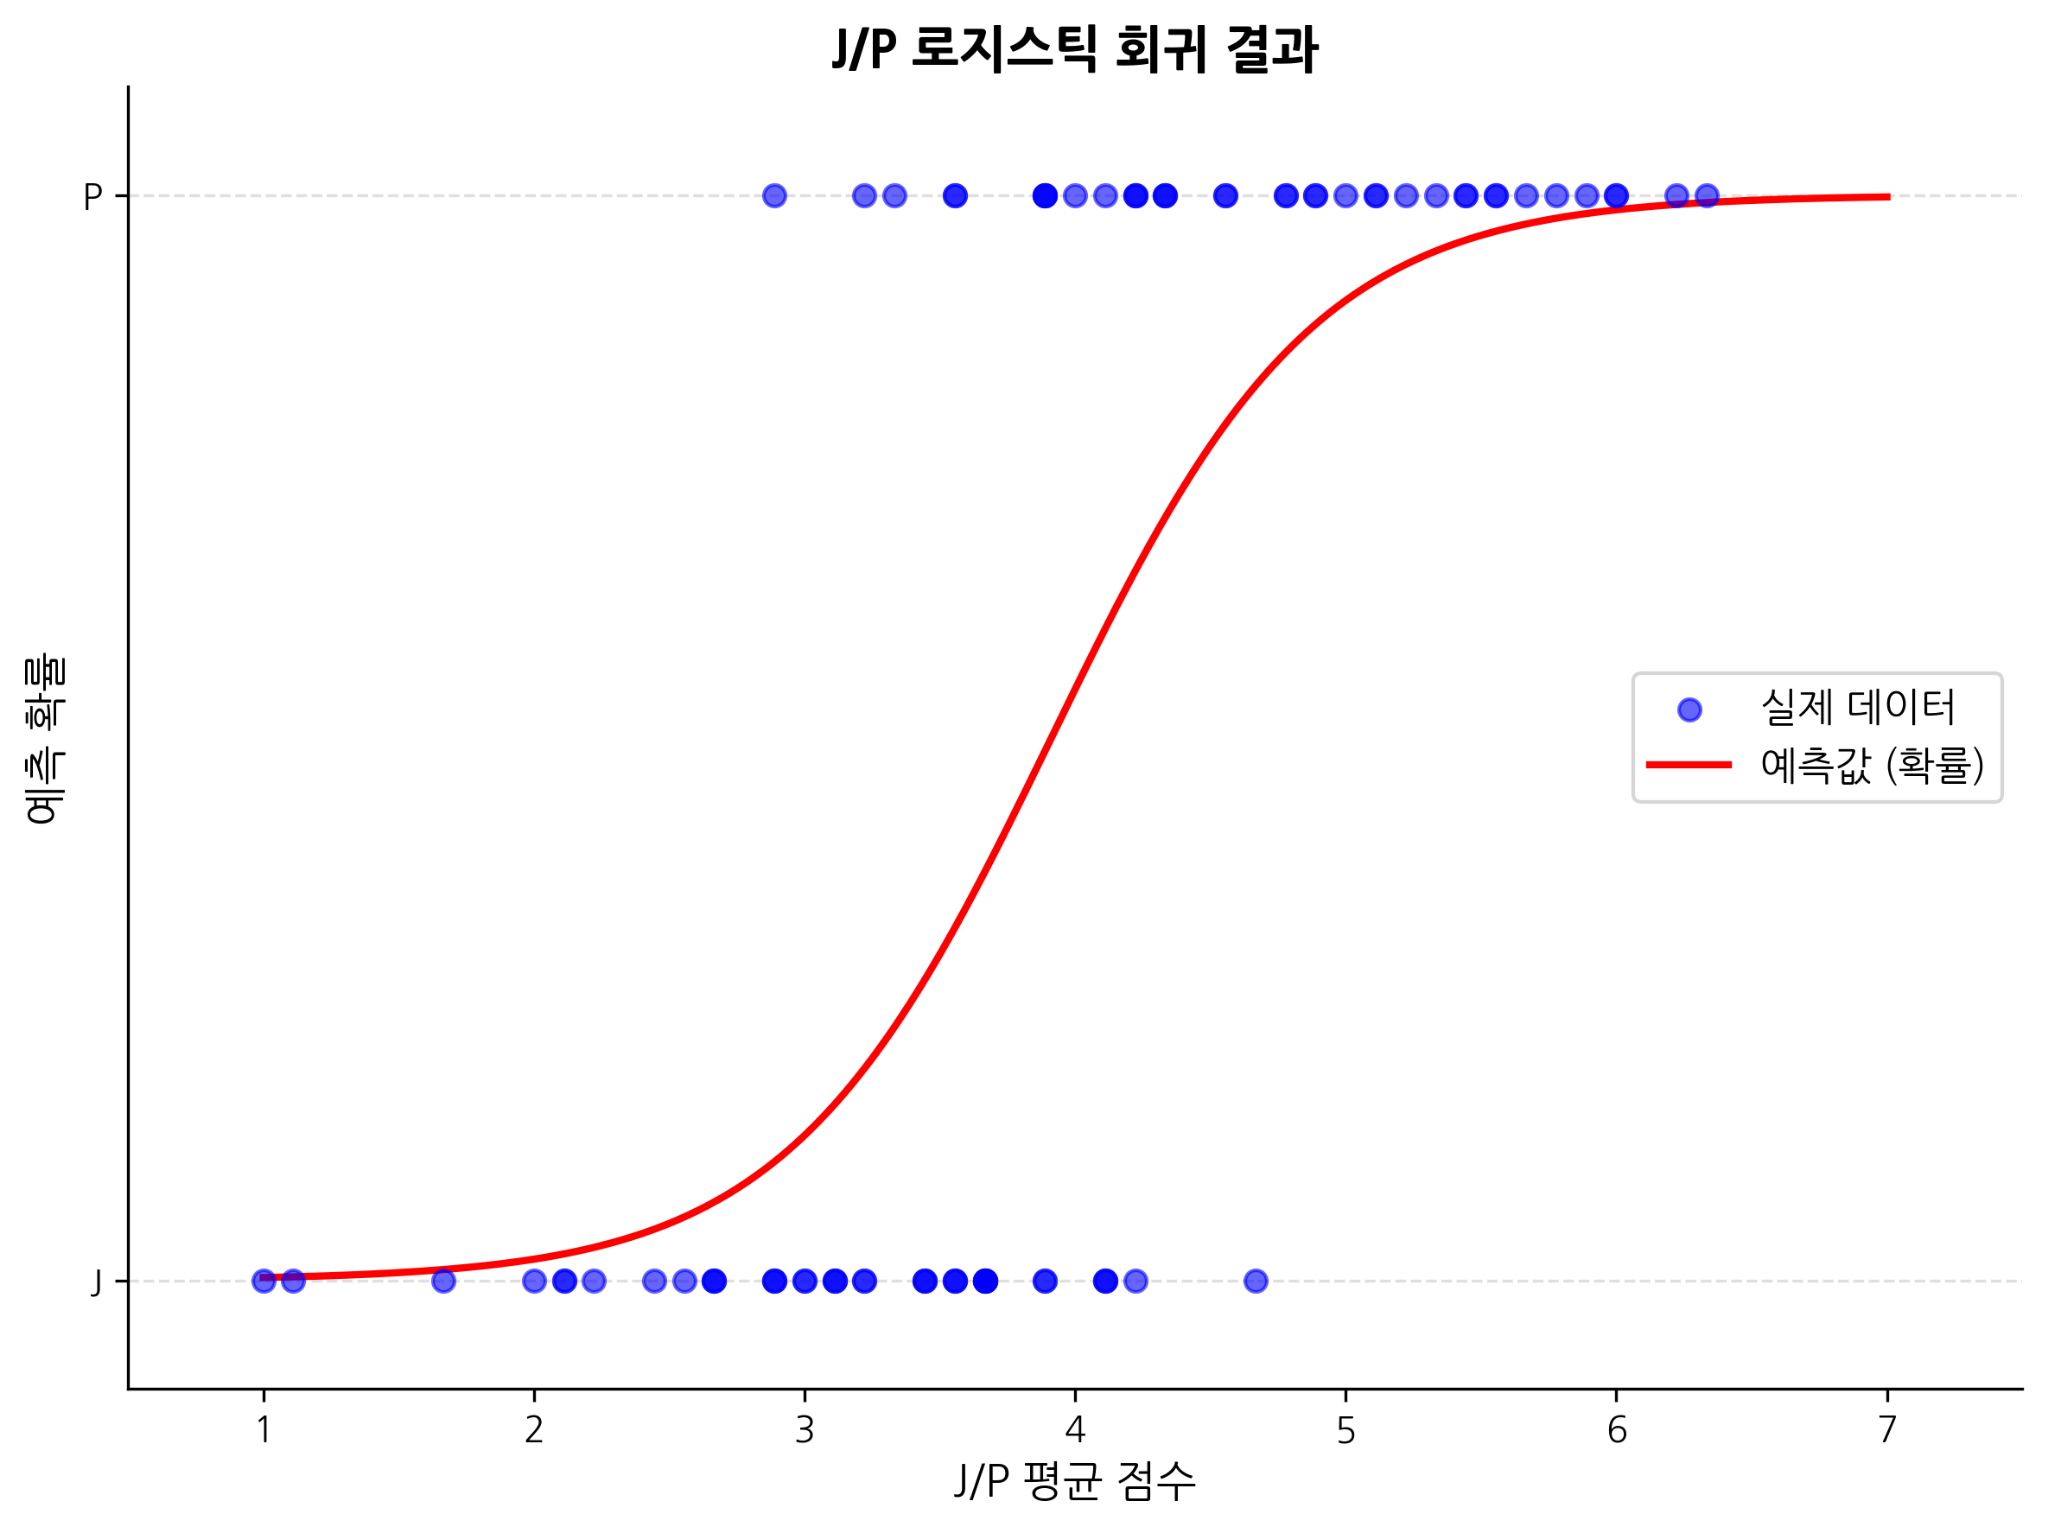 J/P 로지스틱 회귀 결과
P
예측 확률
실제 데이터
예측값 (확률)
J
1 2 3 4 5 6 7
J/P 평균 점수